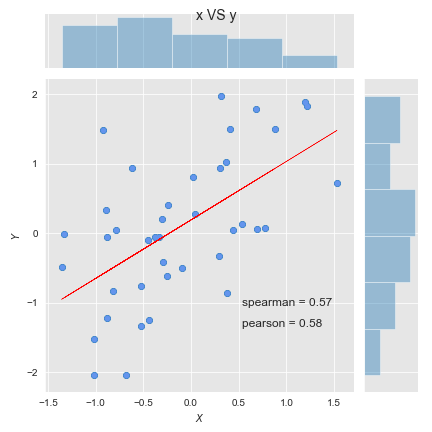 x VS y
2
1
0
−1
−2
Y
spearman = 0.57
pearson = 0.58
−1.5
−1.0
−0.5
0.0
0.5
1.0
1.5
X